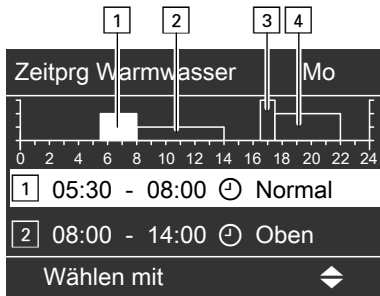 1 2 3 4
Zeitprg Warmwasser Mo
0 2 4 6 8 10 12 14 16 18 20 22 24
1 05:30 - 08:00 Normal
2 08:00 - 14:00 Oben
Wählen mit